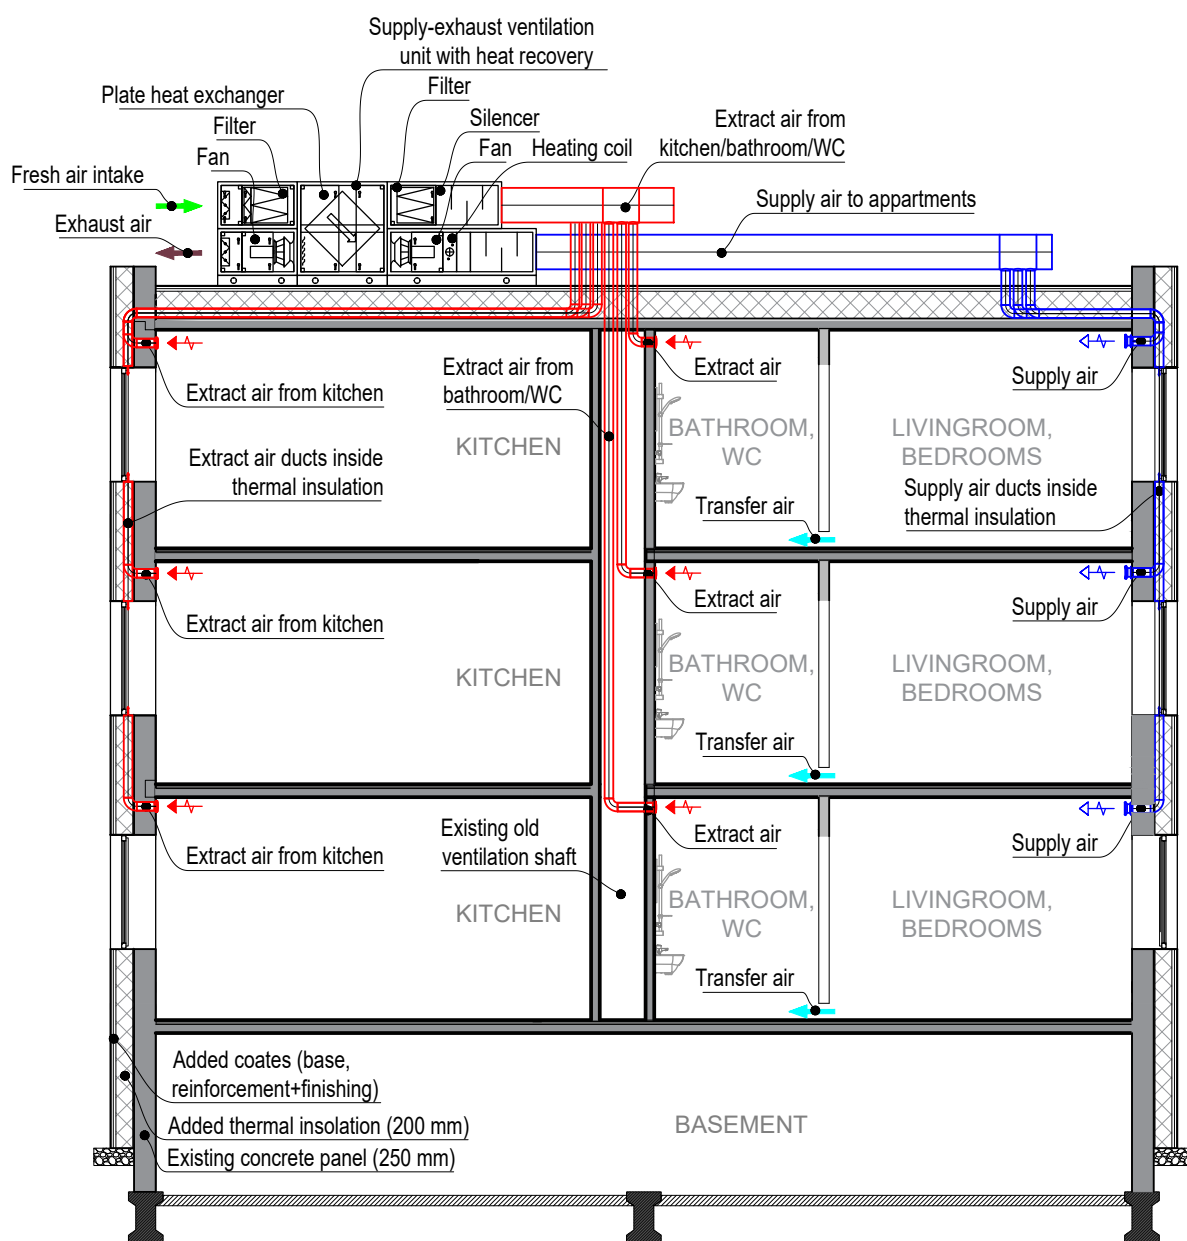 Supply-exhaust ventilation
unit with heat recovery
Plate heat exchanger
Filter
Filter
Silencer
Extract air from
kitchen/bathroom/WC
Fan
Fan
Heating coil
Fresh air intake
Supply air to appartments
Exhaust air
Extract air from kitchen
Extract air from
bathroom/WC
Extract air
Supply air
KITCHEN
BATHROOM,
WC
LIVINGROOM,
BEDROOMS
Extract air ducts inside
thermal insulation
Transfer air
Supply air ducts inside
thermal insulation
Extract air from kitchen
Extract air
Supply air
KITCHEN
BATHROOM,
WC
LIVINGROOM,
BEDROOMS
Transfer air
Extract air from kitchen
Existing old
ventilation shaft
Extract air
Supply air
KITCHEN
BATHROOM,
WC
LIVINGROOM,
BEDROOMS
Transfer air
Added coates (base,
reinforcement+finishing)
Added thermal insolation (200 mm)
Existing concrete panel (250 mm)
BASEMENT